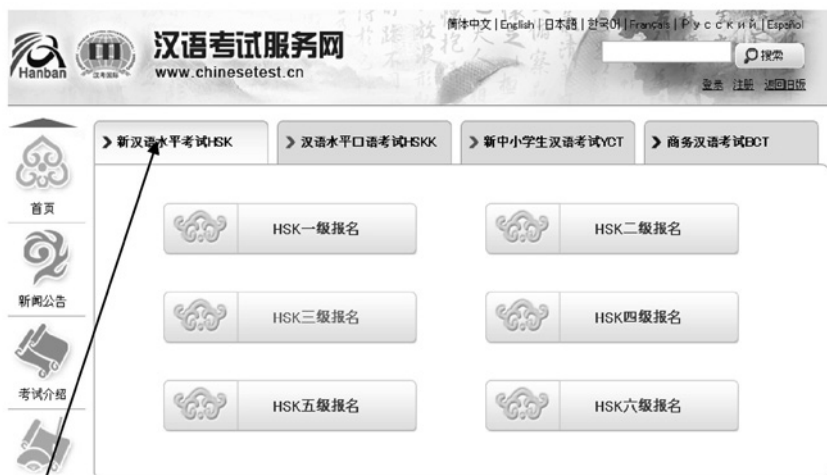 简体中文 | English | 日本語 | 한국어 | Français | Русский | Español
Hanban
汉考国际
汉语考试服务网
www.chinesetest.cn
搜索
登录 注册 返回旧版
新汉语水平考试HSK
汉语水平口语考试HSKK
新中小学生汉语考试YCT
商务汉语考试BCT
首页
新闻公告
考试介绍
HSK一级报名
HSK二级报名
HSK三级报名
HSK四级报名
HSK五级报名
HSK六级报名